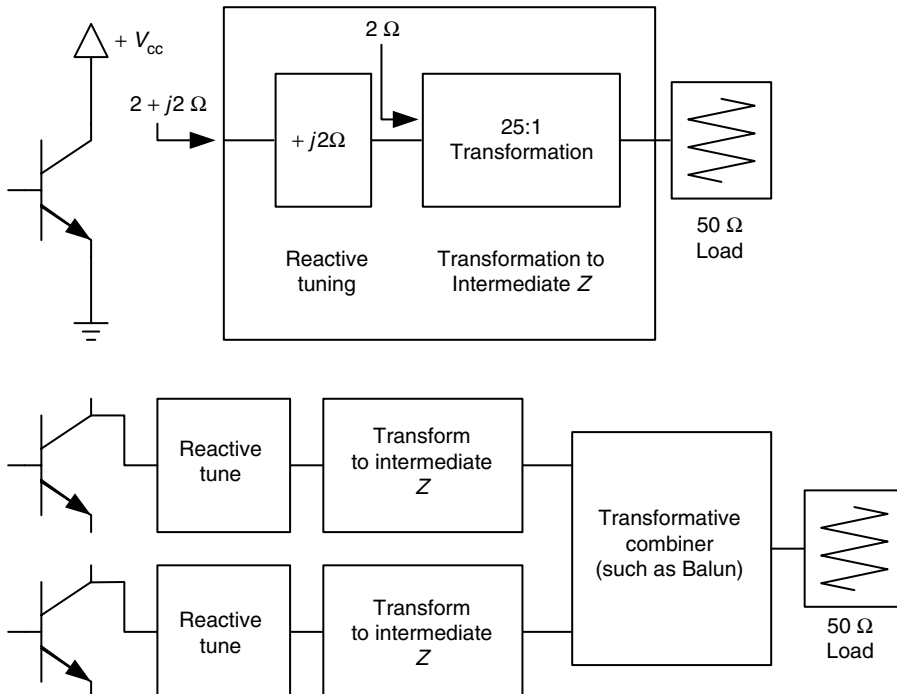 + Vcc
2 + j2 Ω
2 Ω
+ j2Ω
25:1
Transformation
Reactive
tuning
Transformation to
Intermediate Z
50 Ω
Load
Reactive
tune
Transform
to intermediate
Z
Reactive
tune
Transform
to intermediate
Z
Transformative
combiner
(such as Balun)
50 Ω
Load